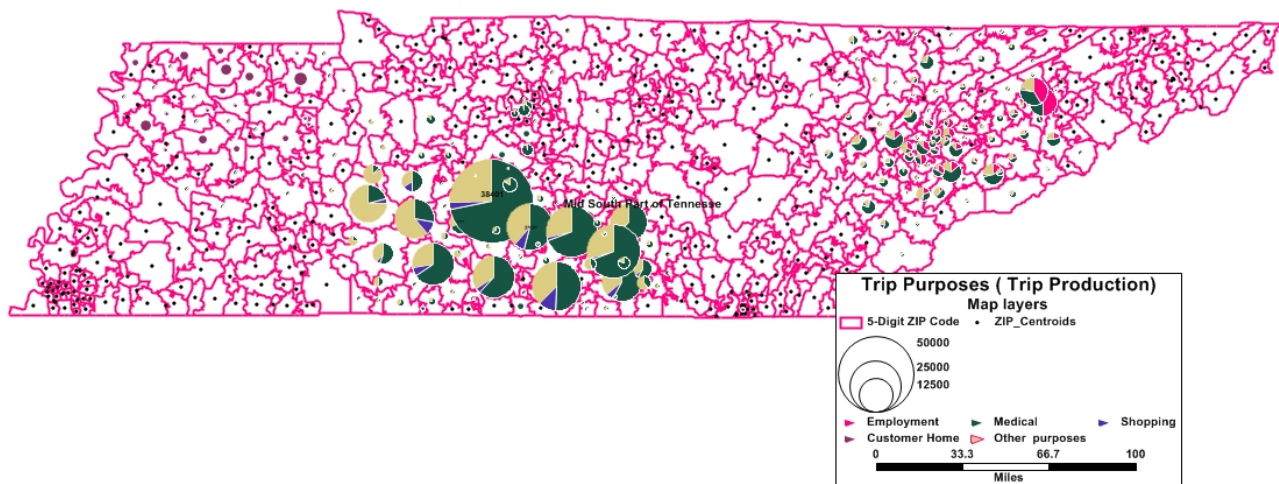 38401
Mid South Part of Tennesse
Trip Purposes ( Trip Production)
Map layers
5-Digit ZIP Code ZIP_Centroids
50000
25000
12500
Employment Medical Shopping
Customer Home Other purposes
0 33.3 66.7 100
Miles